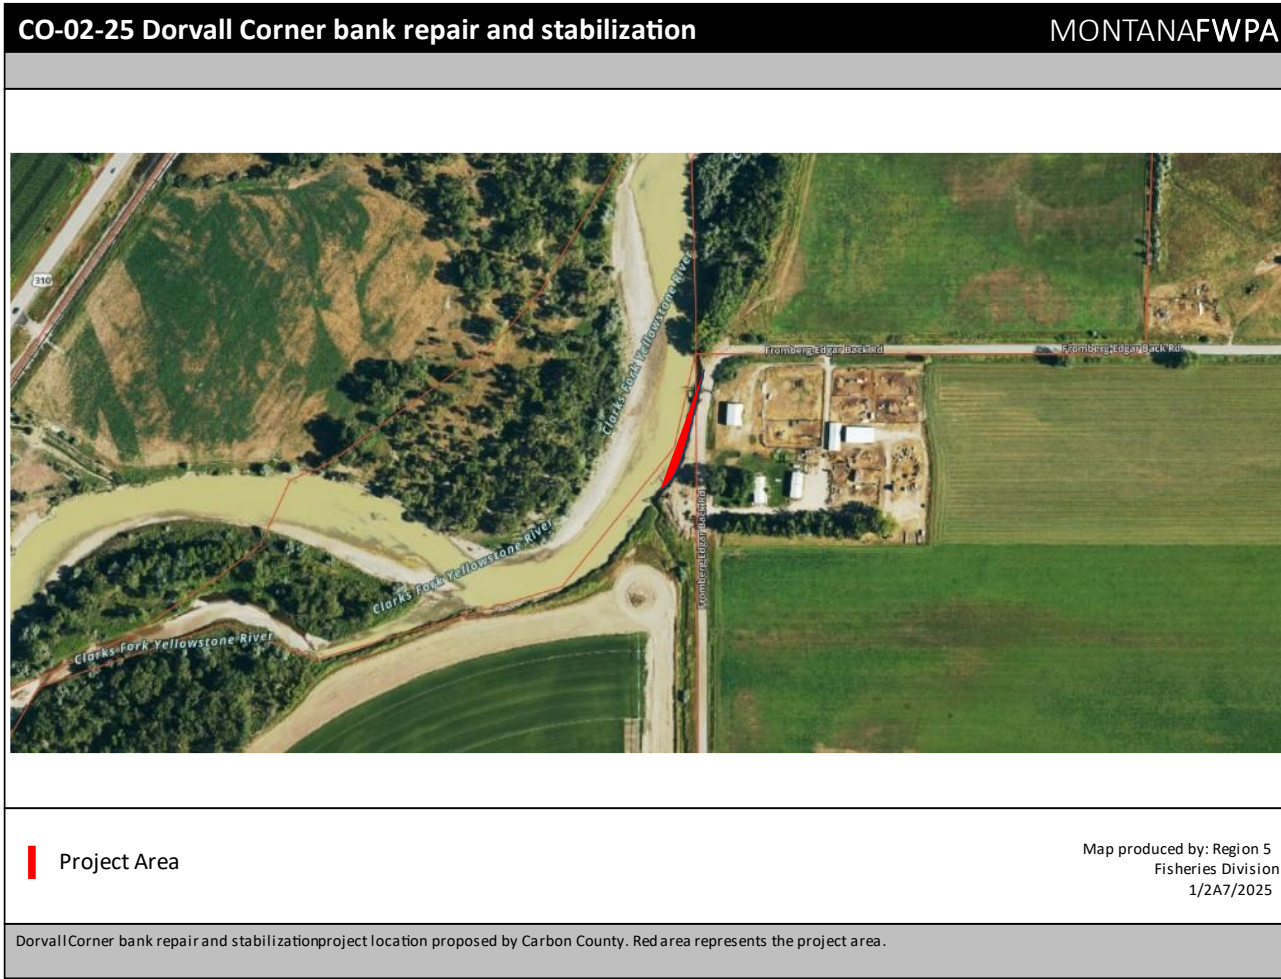 CO-02-25 Dorvall Corner bank repair and stabilization
MONTANAFWPA
310
Clarks Fork Yellowstone River
Fromberg Edgar Back Rd
Fromberg Edgar Back Rd
Fromberg Edgar Back Rd
Clarks Fork Yellowstone River
Clarks Fork Yellowstone River
Project Area
Map produced by: Region 5
Fisheries Division
1/2A7/2025
DorvallCorner bank repair and stabilizationproject location proposed by Carbon County. Red area represents the project area.